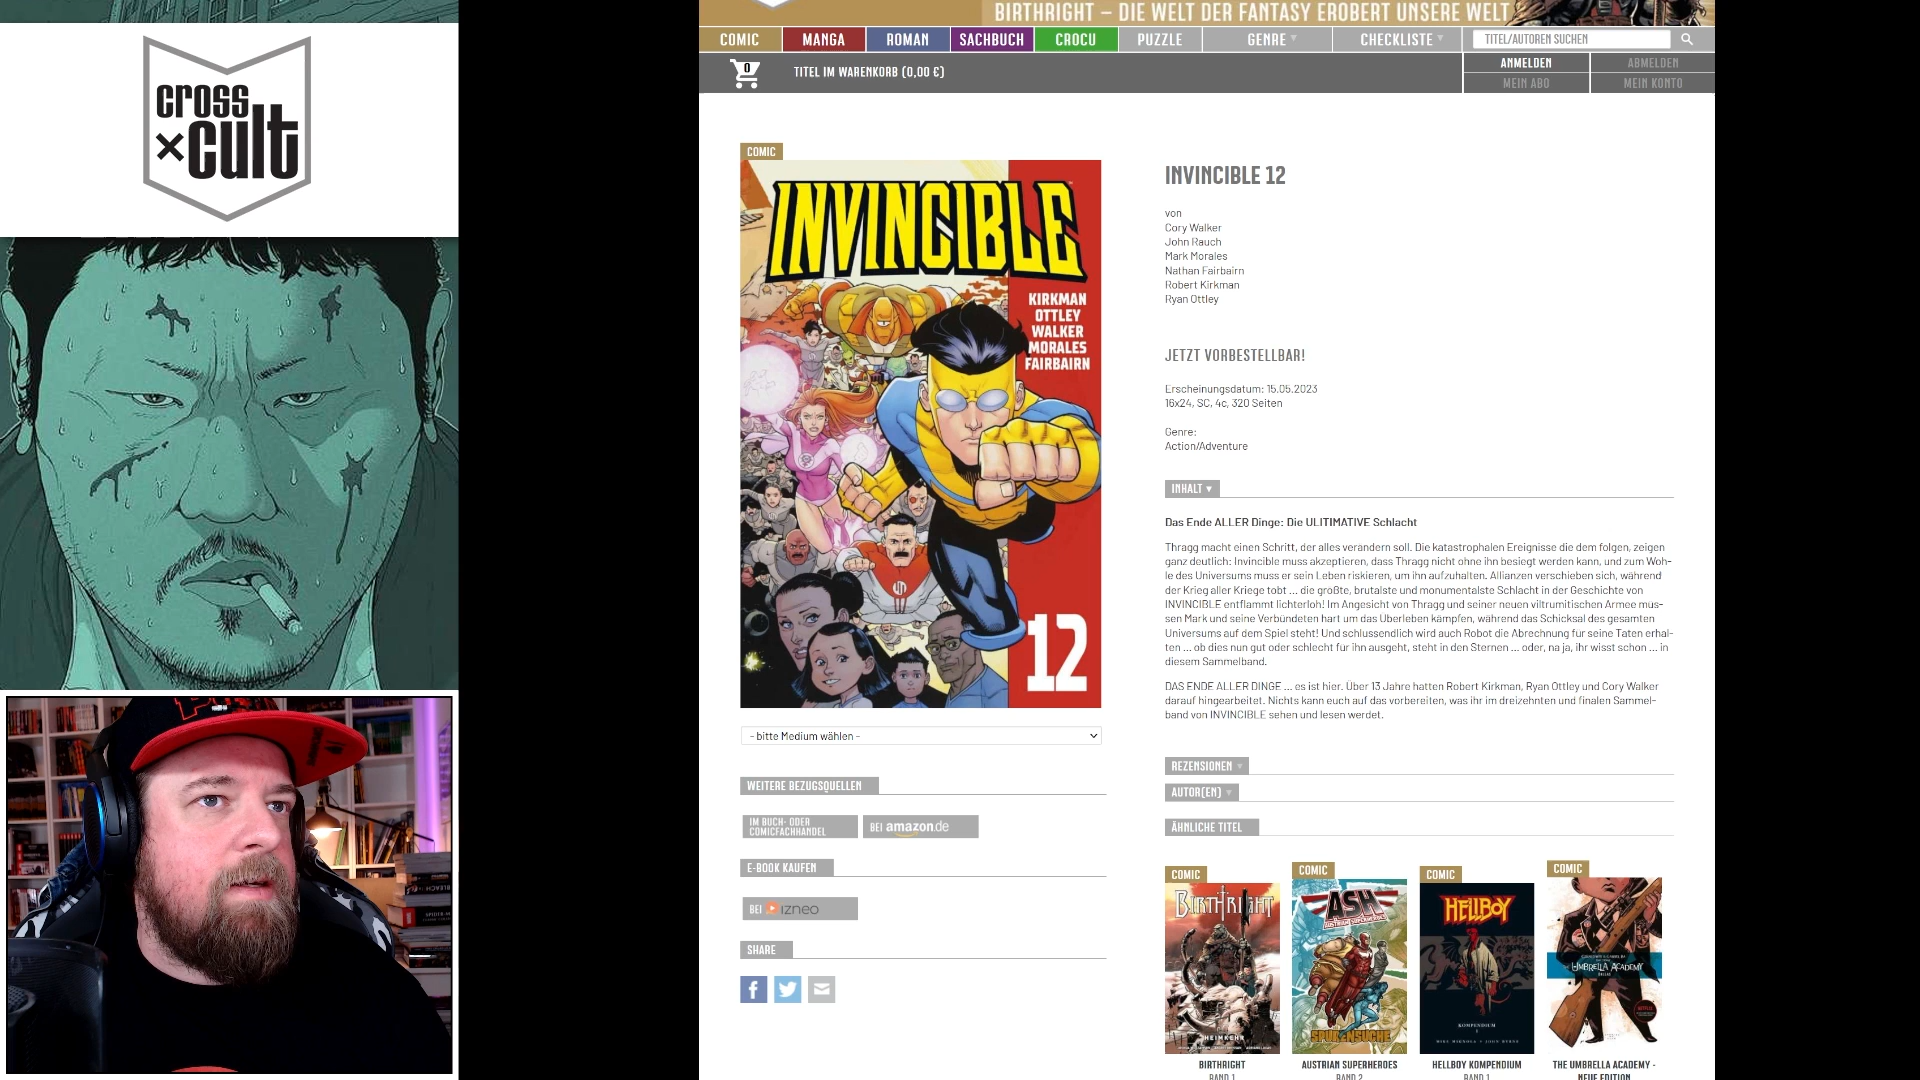 cross
×cult
BIRTHRIGHT – DIE WELT DER FANTASY EROBERT UNSERE WELT
COMIC
MANGA
ROMAN
SACHBUCH
CROCU
PUZZLE
GENRE
CHECKLISTE
TITEL/AUTOREN SUCHEN
0
TITEL IM WARENKORB (0,00 €)
ANMELDEN
ABMELDEN
MEIN ABO
MEIN KONTO
COMIC
INVINCIBLE
KIRKMAN
OTTLEY
WALKER
MORALES
FAIRBAIRN
12
- bitte Medium wählen -
WEITERE BEZUGSQUELLEN
IM BUCH- ODER
COMICFACHHANDEL
BEI amazon.de
E-BOOK KAUFEN
BEI izneo
SHARE
INVINCIBLE 12
von
Cory Walker
John Rauch
Mark Morales
Nathan Fairbairn
Robert Kirkman
Ryan Ottley
JETZT VORBESTELLBAR!
Erscheinungsdatum: 15.05.2023
16x24, SC, 4c, 320 Seiten
Genre:
Action/Adventure
INHALT
Das Ende ALLER Dinge: Die ULITIMATIVE Schlacht
Thragg macht einen Schritt, der alles verändern soll. Die katastrophalen Ereignisse die dem folgen, zeigen
ganz deutlich: Invincible muss akzeptieren, dass Thragg nicht ohne ihn besiegt werden kann, und zum Woh-
le des Universums muss er sein Leben riskieren, um ihn aufzuhalten. Allianzen verschieben sich, während
der Krieg aller Kriege tobt ... die größte, brutalste und monumentalste Schlacht in der Geschichte von
INVINCIBLE entflammt lichterloh! Im Angesicht von Thragg und seiner neuen viltrumitischen Armee müs-
sen Mark und seine Verbündeten hart um das Überleben kämpfen, während das Schicksal des gesamten
Universums auf dem Spiel steht! Und schlussendlich wird auch Robot die Abrechnung für seine Taten erhal-
ten ... ob dies nun gut oder schlecht für ihn ausgeht, steht in den Sternen ... oder, na ja, ihr wisst schon ... in
diesem Sammelband.
DAS ENDE ALLER DINGE ... es ist hier. Über 13 Jahre hatten Robert Kirkman, Ryan Ottley und Cory Walker
darauf hingearbeitet. Nichts kann euch auf das vorbereiten, was ihr im dreizehnten und finalen Sammel-
band von INVINCIBLE sehen und lesen werdet.
REZENSIONEN
AUTOR(EN)
ÄHNLICHE TITEL
COMIC
BIRTHRIGHT
HEIMKEHR
BIRTHRIGHT
BAND 1
COMIC
ASH
AUSTRIAN SUPERHEROES
SPURENSUCHE
AUSTRIAN SUPERHEROES
BAND 2
COMIC
HELLBOY
KOMPENDIUM
MIKE MIGNOLA · JOHN BYRNE
HELLBOY KOMPENDIUM
BAND 1
COMIC
UMBRELLA ACADEMY
THE UMBRELLA ACADEMY -
NEUE EDITION
BLEACH
SPIDER-M